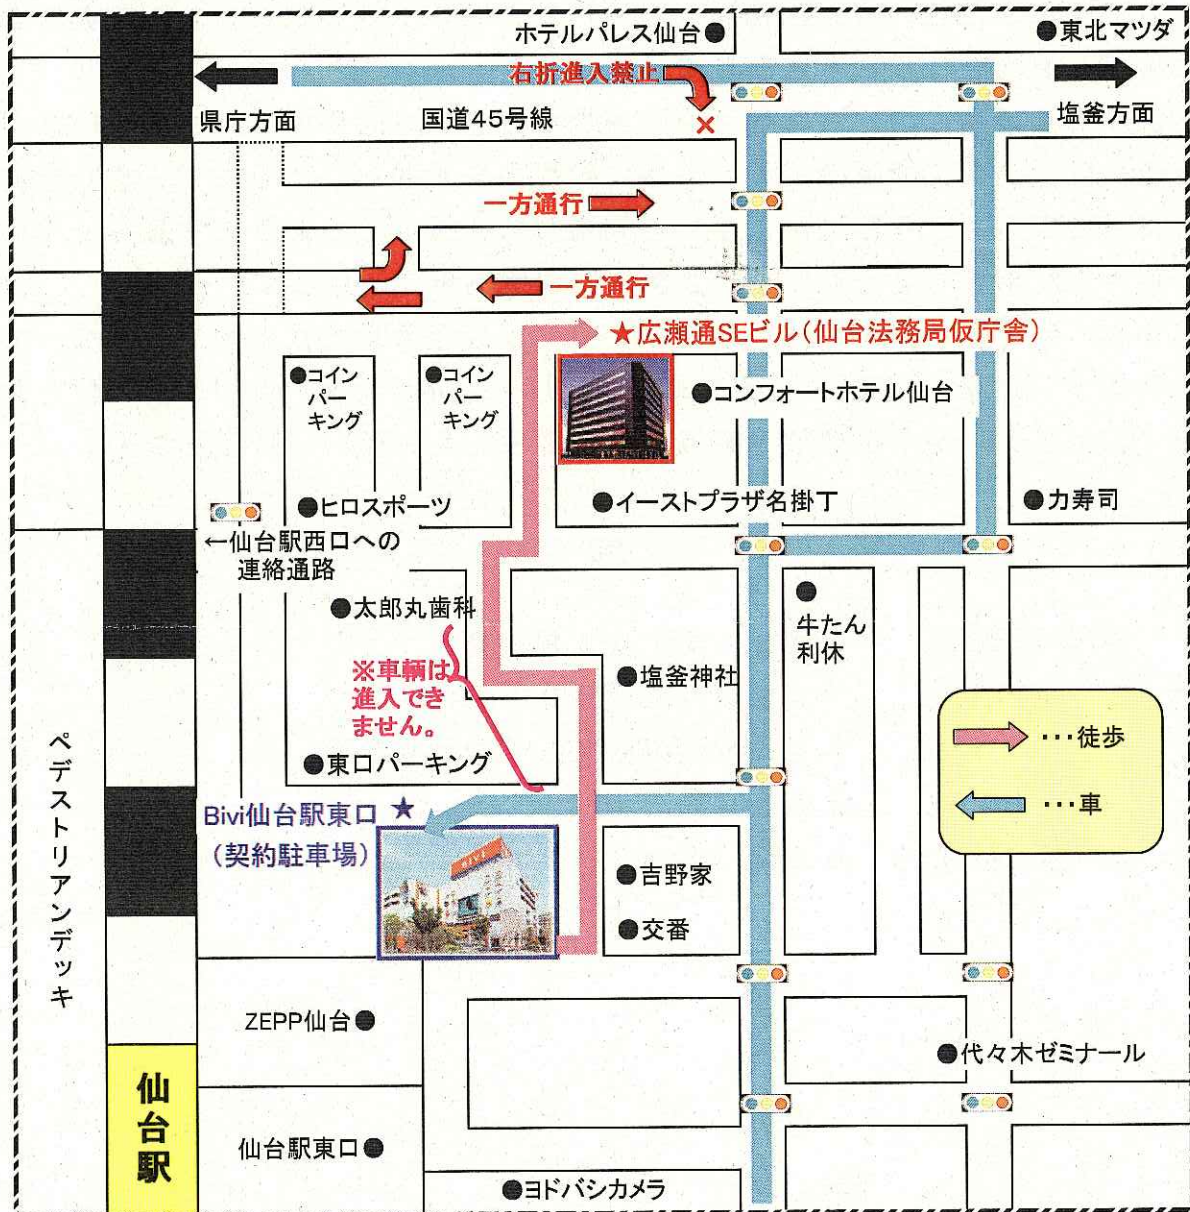 ホテルパレス仙台●
●東北マツダ
右折進入禁止
県庁方面
国道45号線
×
塩釜方面
一方通行
一方通行
★広瀬通SEビル(仙台法務局仮庁舎)
●コイン
パー
キング
●コイン
パー
キング
●コンフォートホテル仙台
●ヒロスポーツ
●イーストプラザ名掛丁
●力寿司
←仙台駅西口への
連絡通路
●太郎丸歯科
●
牛たん
利休
※車輌は
進入でき
ません。
●塩釜神社
…徒歩
…車
●東口パーキング
Bivi仙台駅東口 ★
(契約駐車場)
BiVi
●吉野家
●交番
ペデストリアンデッキ
ZEPP仙台●
●代々木ゼミナール
仙台駅
仙台駅東口●
●ヨドバシカメラ